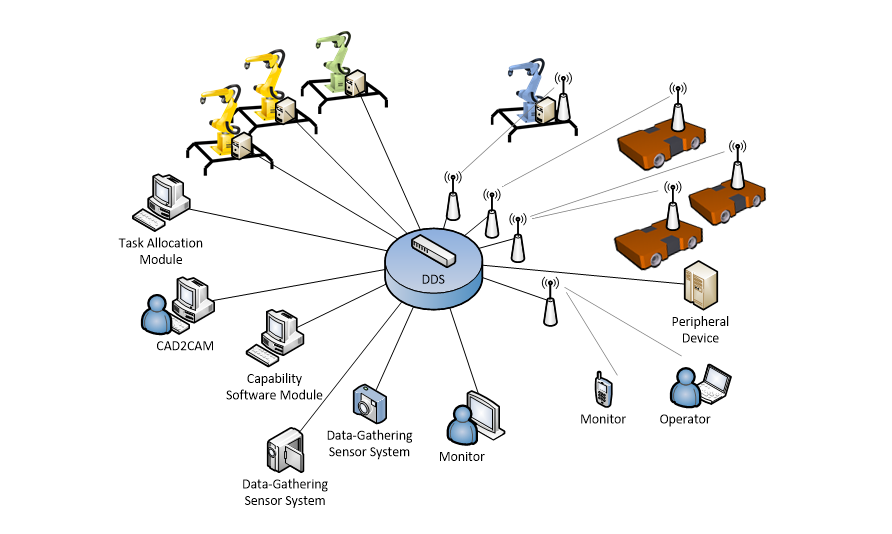 Task Allocation
Module
DDS
CAD2CAM
Peripheral
Device
Capability
Software Module
Monitor
Operator
Data-Gathering
Sensor System
Monitor
Data-Gathering
Sensor System